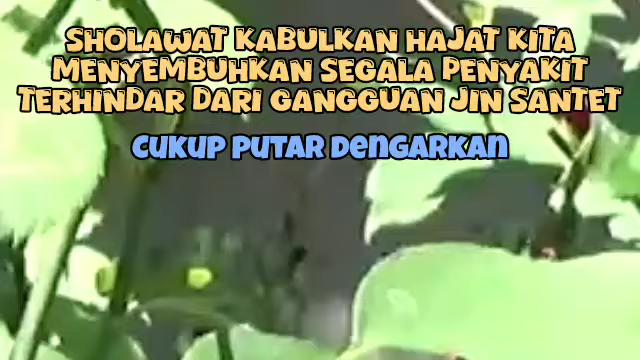 SHOLAWAT KABULKAN HAJAT KITA
MENYEMBUHKAN SEGALA PENYAKIT
TERHINDAR DARI GANGGUAN JIN SANTET
CUKUP PUTAR DENGARKAN